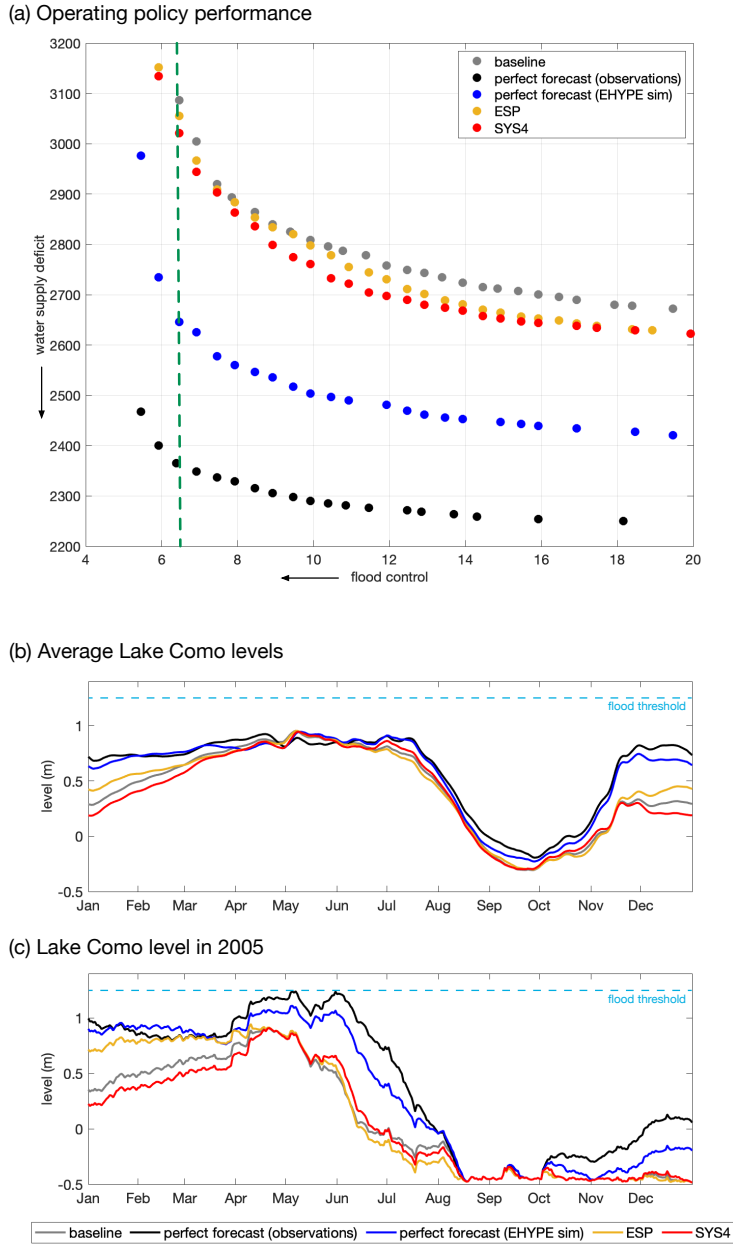 (a) Operating policy performance
3200
3100
3000
2900
2800
2700
2600
2500
2400
2300
2200
water supply deficit
baseline
perfect forecast (observations)
perfect forecast (EHYPE sim)
ESP
SYS4
4 6 8 10 12 14 16 18 20
flood control
(b) Average Lake Como levels
flood threshold
1
0.5
0
-0.5
level (m)
Jan Feb Mar Apr May Jun Jul Aug Sep Oct Nov Dec
(c) Lake Como level in 2005
flood threshold
1
0.5
0
-0.5
level (m)
Jan Feb Mar Apr May Jun Jul Aug Sep Oct Nov Dec
baseline perfect forecast (observations) perfect forecast (EHYPE sim) ESP SYS4